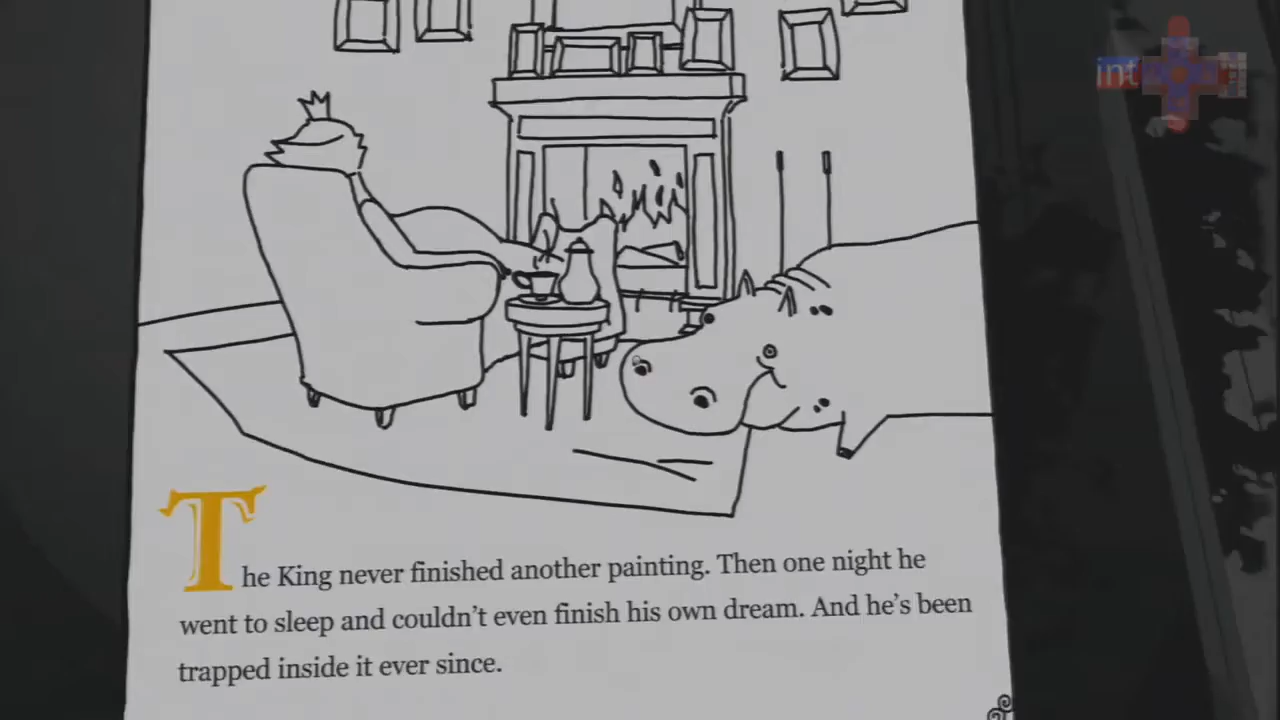 int
The King never finished another painting. Then one night he
went to sleep and couldn't even finish his own dream. And he's been
trapped inside it ever since.